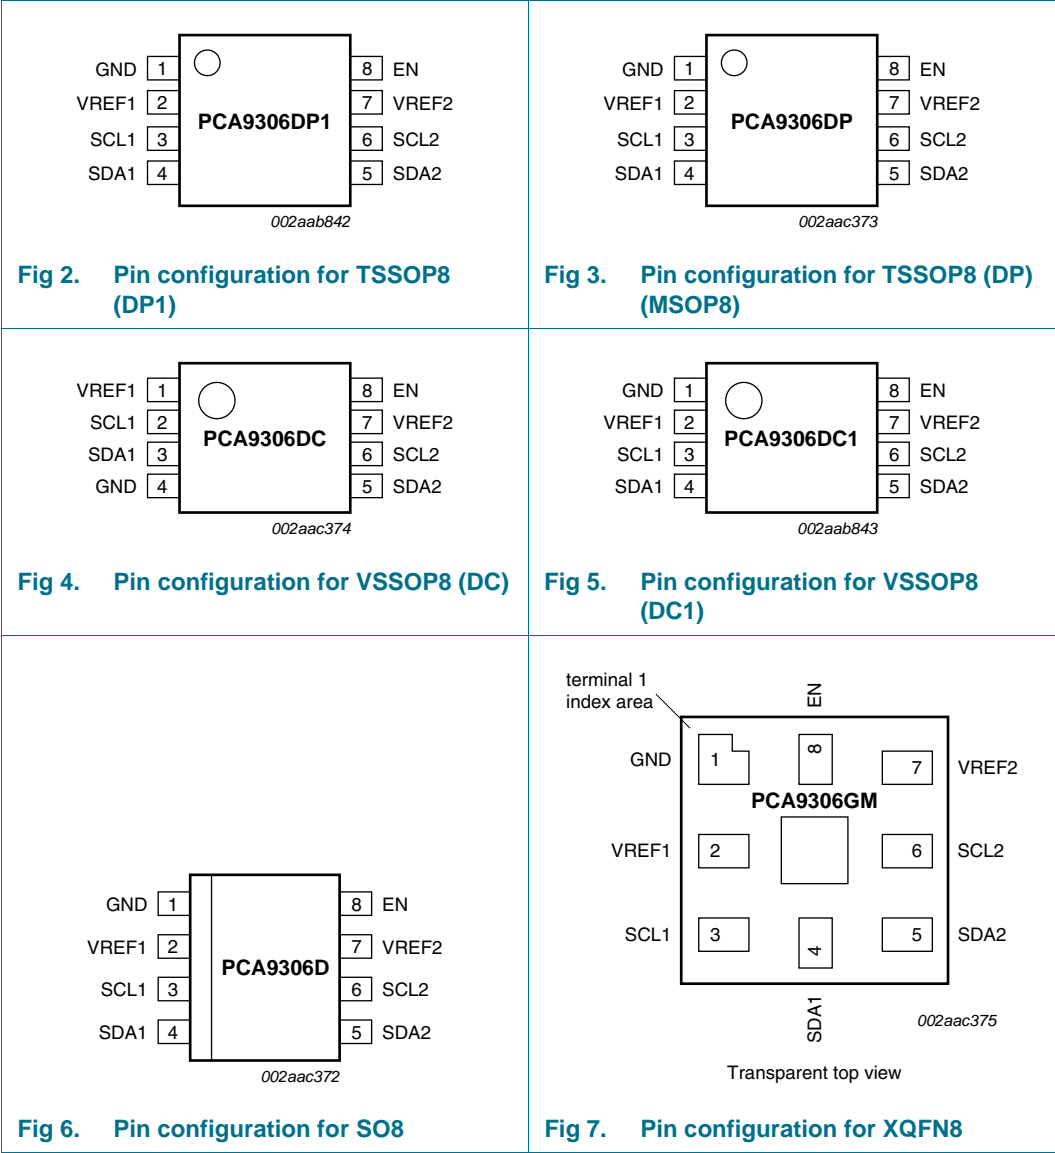 GND 1 8 EN
VREF1 2 7 VREF2
PCA9306DP1
SCL1 3 6 SCL2
SDA1 4 5 SDA2
002aab842
Fig 2. Pin configuration for TSSOP8
(DP1)
GND 1 8 EN
VREF1 2 7 VREF2
PCA9306DP
SCL1 3 6 SCL2
SDA1 4 5 SDA2
002aac373
Fig 3. Pin configuration for TSSOP8 (DP)
(MSOP8)
VREF1 1 8 EN
SCL1 2 7 VREF2
PCA9306DC
SDA1 3 6 SCL2
GND 4 5 SDA2
002aac374
Fig 4. Pin configuration for VSSOP8 (DC)
GND 1 8 EN
VREF1 2 7 VREF2
PCA9306DC1
SCL1 3 6 SCL2
SDA1 4 5 SDA2
002aab843
Fig 5. Pin configuration for VSSOP8
(DC1)
GND 1 8 EN
VREF1 2 7 VREF2
PCA9306D
SCL1 3 6 SCL2
SDA1 4 5 SDA2
002aac372
Fig 6. Pin configuration for SO8
terminal 1
index area
EN
GND 1 8 7 VREF2
PCA9306GM
VREF1 2 6 SCL2
SCL1 3 4 5 SDA2
SDA1
002aac375
Transparent top view
Fig 7. Pin configuration for XQFN8